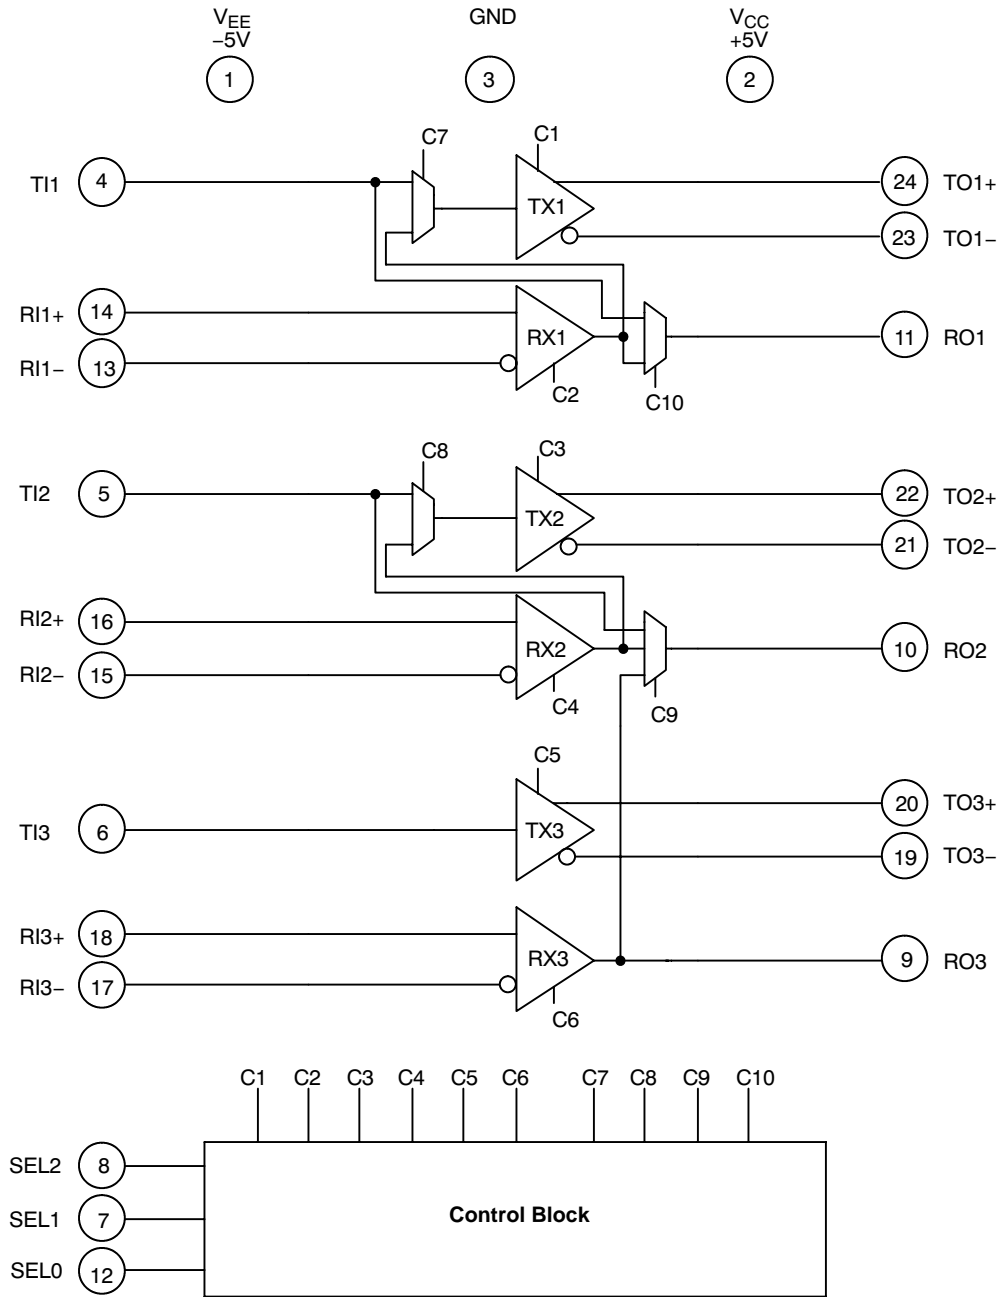 VEE GND VCC
−5V +5V
1 3 2
C7 C1
TI1 4 24 TO1+
TX1
23 TO1−
RI1+ 14
RX1 11 RO1
RI1− 13
C2 C10
C8 C3
TI2 5 22 TO2+
TX2
21 TO2−
RI2+ 16
RX2 10 RO2
RI2− 15
C4 C9
C5
20 TO3+
TI3 6 TX3
19 TO3−
RI3+ 18
RX3 9 RO3
RI3− 17
C6
C1 C2 C3 C4 C5 C6 C7 C8 C9 C10
SEL2 8
SEL1 7 Control Block
SEL0 12